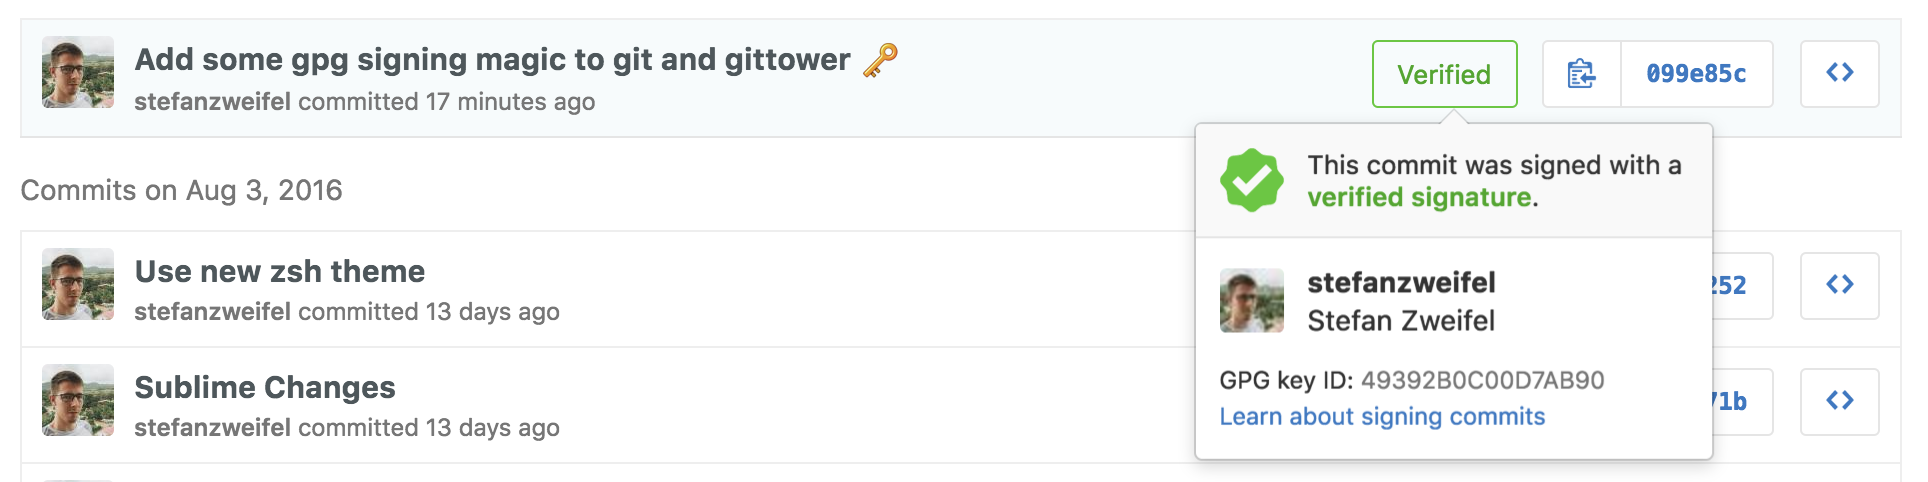 Add some gpg signing magic to git and gittower 🔑
stefanzweifel committed 17 minutes ago
Verified
099e85c
This commit was signed with a
verified signature.
stefanzweifel
Stefan Zweifel
GPG key ID: 49392B0C00D7AB90
Learn about signing commits
Commits on Aug 3, 2016
Use new zsh theme
stefanzweifel committed 13 days ago
252
Sublime Changes
stefanzweifel committed 13 days ago
71b